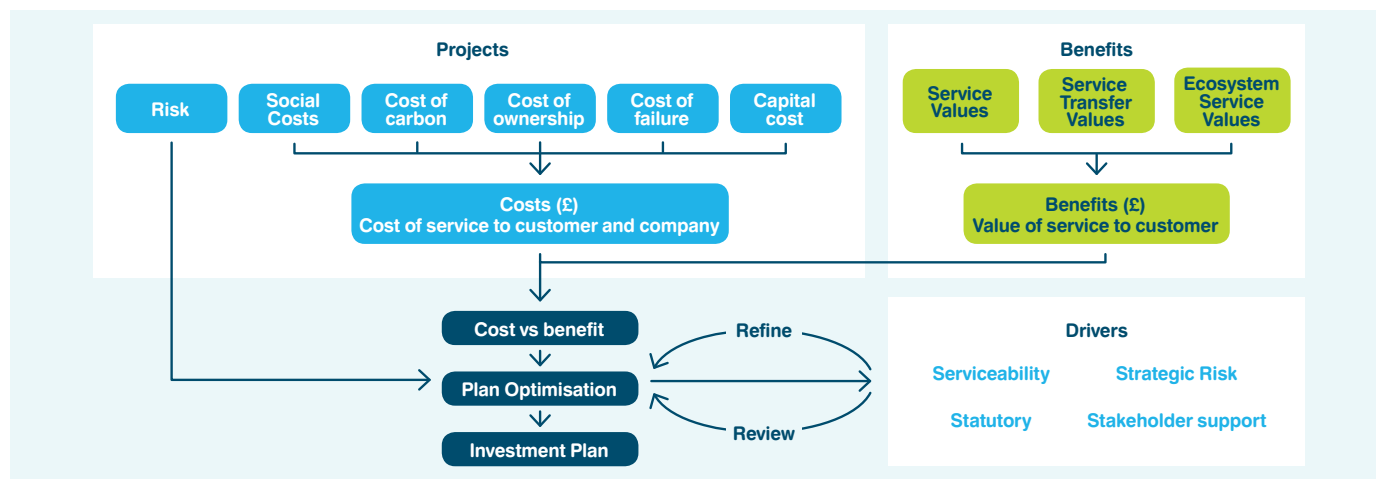 Projects
Risk
Social
Costs
Cost of
carbon
Cost of
ownership
Cost of
failure
Capital
cost
Costs (£)
Cost of service to customer and company
Benefits
Service
Values
Service
Transfer
Values
Ecosystem
Service
Values
Benefits (£)
Value of service to customer
Cost vs benefit
Plan Optimisation
Investment Plan
Refine
Review
Drivers
Serviceability
Strategic Risk
Statutory
Stakeholder support